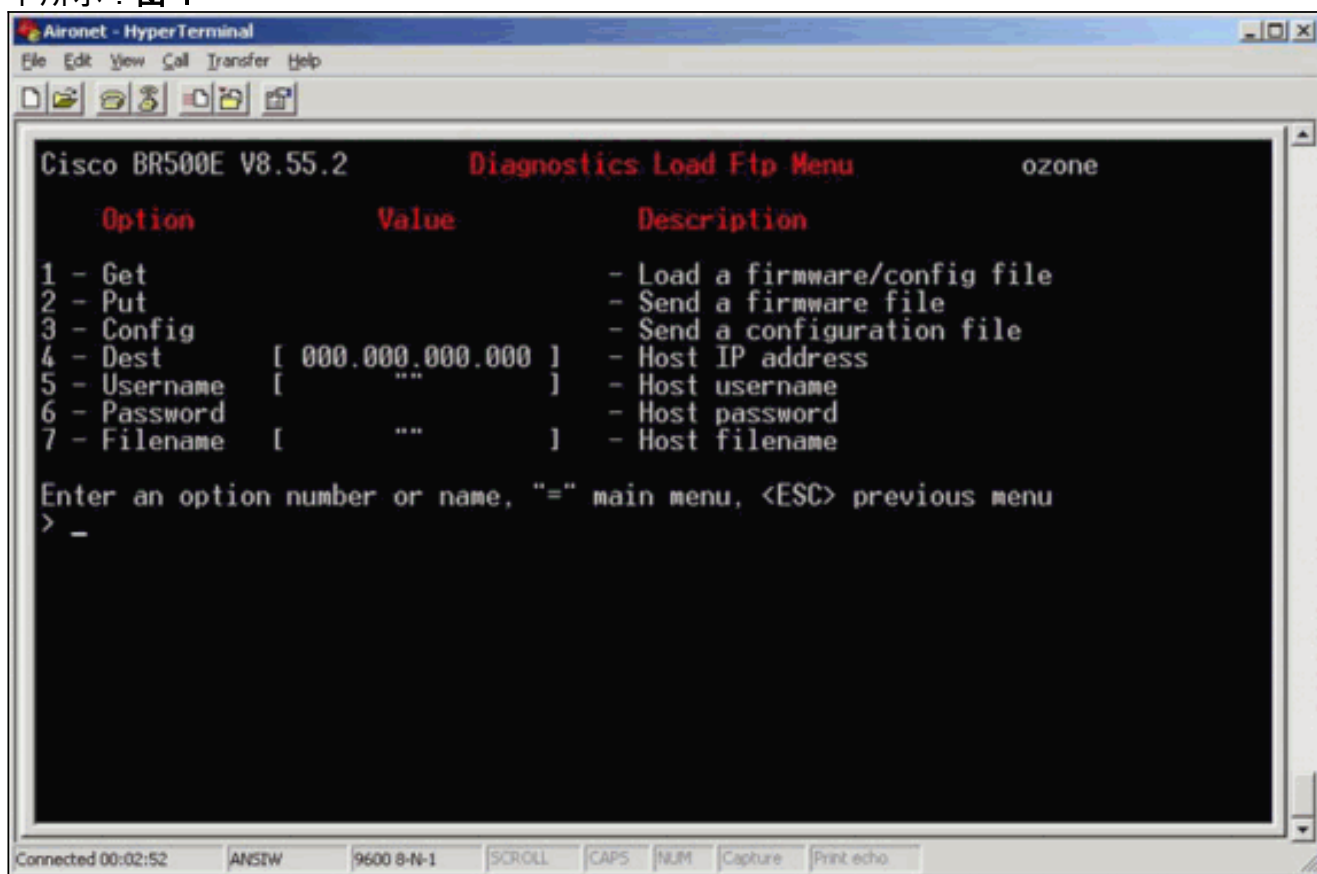 Aironet - HyperTerminal
File Edit View Call Transfer Help
Cisco BR500E V8.55.2 Diagnostics Load Ftp Menu ozone
Option Value Description
1 - Get - Load a firmware/config file
2 - Put - Send a firmware file
3 - Config - Send a configuration file
4 - Dest [ 000.000.000.000 ] - Host IP address
5 - Username [ "" ] - Host username
6 - Password - Host password
7 - Filename [ "" ] - Host filename
Enter an option number or name, "=" main menu, <ESC> previous menu
> _
Connected 00:02:52 ANSIW 9600 8-N-1 SCROLL CAPS NUM Capture Print echo